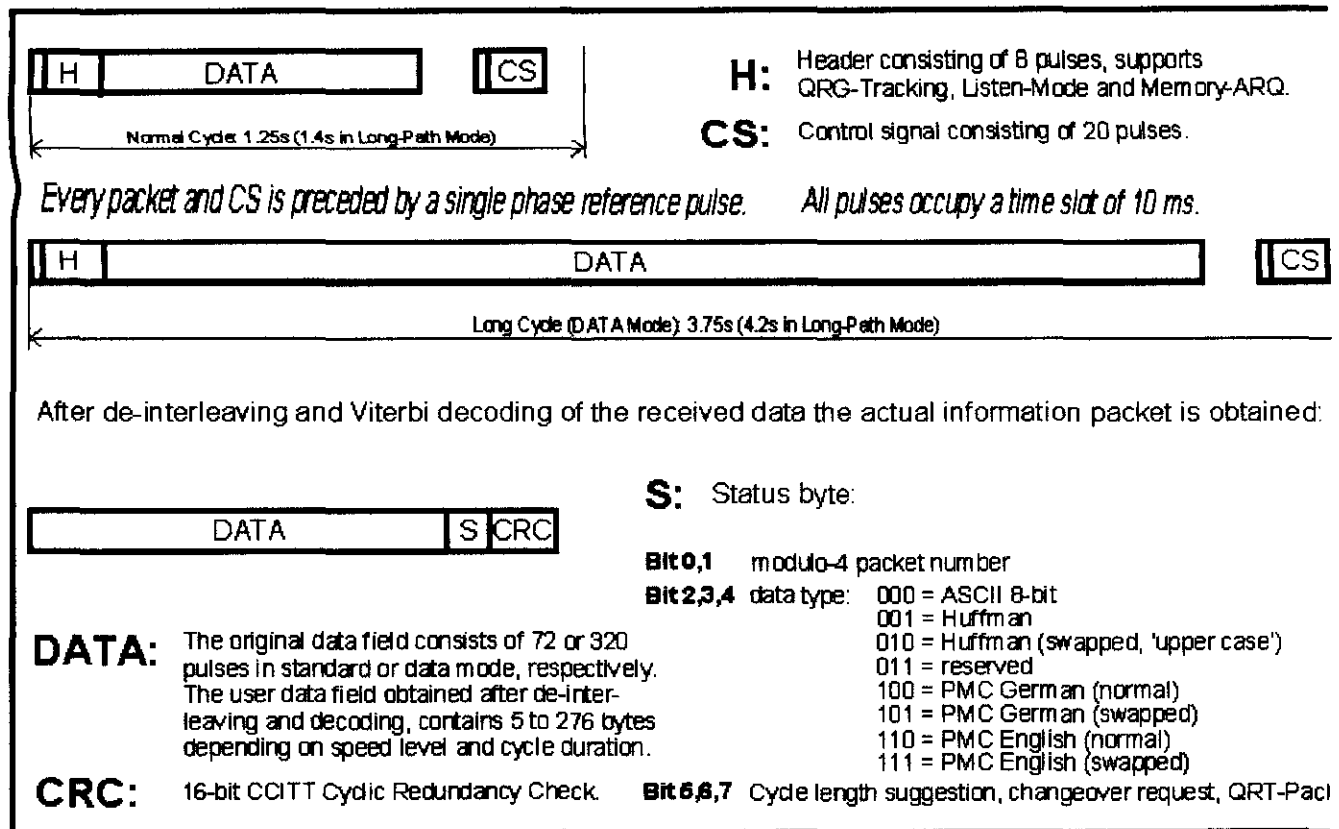 H DATA CS
H: Header consisting of 8 pulses, supports
QRG-Tracking, Listen-Mode and Memory-ARQ.
Normal Cycle: 1.25s (1.4s in Long-Path Mode)
CS: Control signal consisting of 20 pulses.
Every packet and CS is preceded by a single phase reference pulse. All pulses occupy a time slot of 10 ms.
H DATA CS
Long Cycle (DATA Mode): 3.75s (4.2s in Long-Path Mode)
After de-interleaving and Viterbi decoding of the received data the actual information packet is obtained:
S: Status byte:
DATA S CRC
Bit 0,1 modulo-4 packet number
Bit 2,3,4 data type: 000 = ASCII 8-bit
001 = Huffman
010 = Huffman (swapped, 'upper case')
011 = reserved
100 = PMC German (normal)
101 = PMC German (swapped)
110 = PMC English (normal)
111 = PMC English (swapped)
DATA: The original data field consists of 72 or 320
pulses in standard or data mode, respectively.
The user data field obtained after de-inter-
leaving and decoding, contains 5 to 276 bytes
depending on speed level and cycle duration.
CRC: 16-bit CCITT Cyclic Redundancy Check.
Bit 5,6,7 Cycle length suggestion, changeover request, QRT-Pac